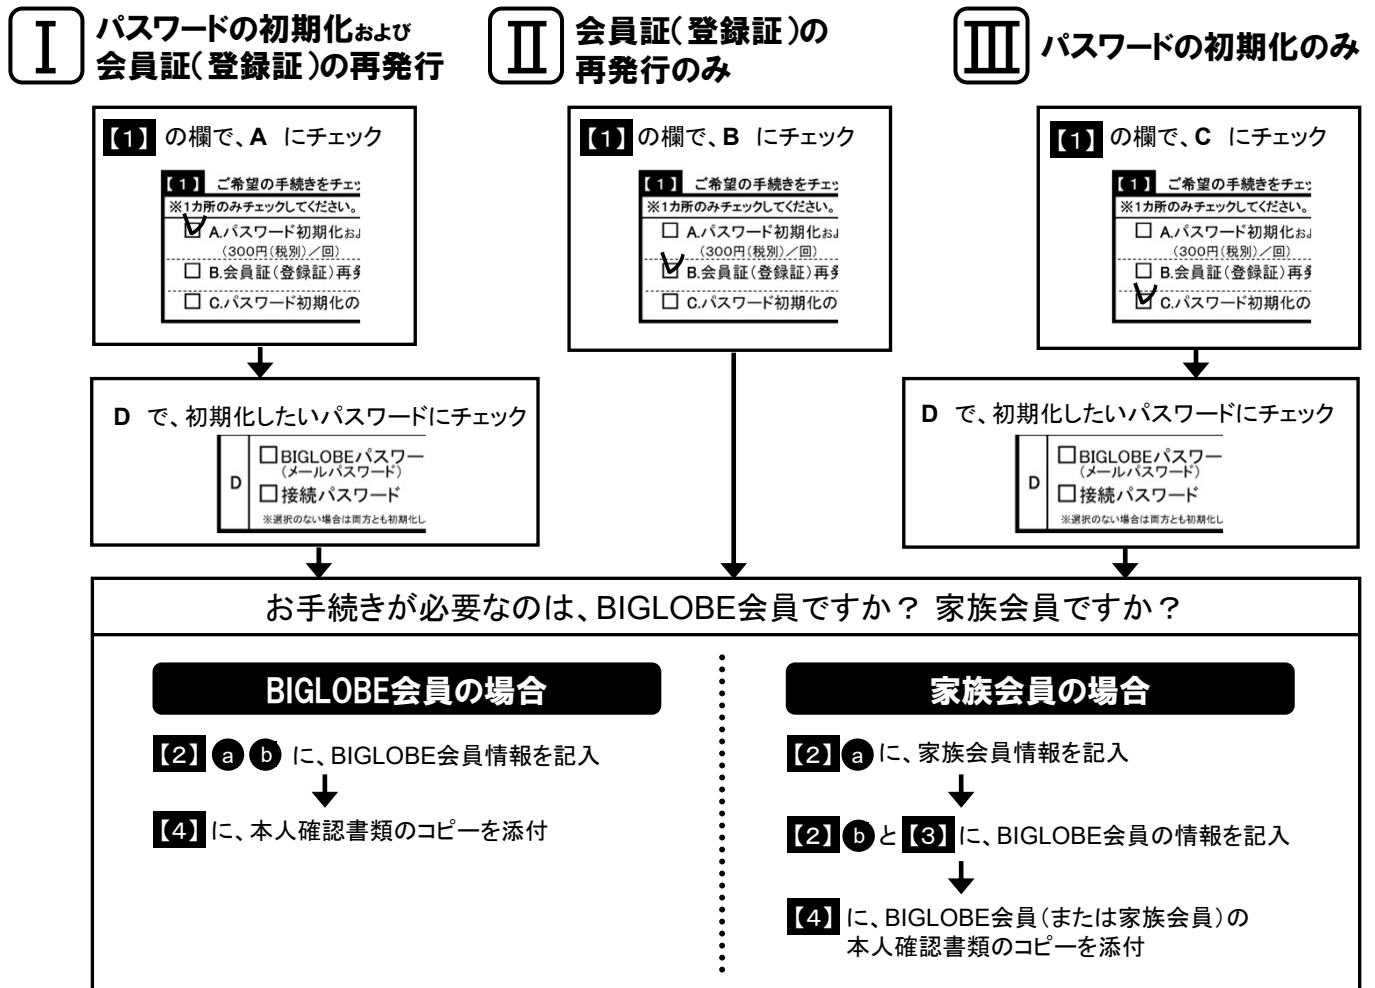 Ⅰ パスワードの初期化および
会員証(登録証)の再発行
Ⅱ 会員証(登録証)の
再発行のみ
Ⅲ パスワードの初期化のみ
【1】 の欄で、A にチェック
【1】 ご希望の手続きをチェッ
※1カ所のみチェックしてください。
A.パスワード初期化およ
(300円(税別)/回)
B.会員証(登録証)再発
C.パスワード初期化の
【1】 の欄で、B にチェック
【1】 ご希望の手続きをチェッ
※1カ所のみチェックしてください。
A.パスワード初期化およ
(300円(税別)/回)
B.会員証(登録証)再発
C.パスワード初期化の
【1】 の欄で、C にチェック
【1】 ご希望の手続きをチェッ
※1カ所のみチェックしてください。
A.パスワード初期化およ
(300円(税別)/回)
B.会員証(登録証)再発
C.パスワード初期化の
D で、初期化したいパスワードにチェック
D
BIGLOBEパスワー
(メールパスワード)
接続パスワード
※選択のない場合は両方とも初期化し
D で、初期化したいパスワードにチェック
D
BIGLOBEパスワー
(メールパスワード)
接続パスワード
※選択のない場合は両方とも初期化し
お手続きが必要なのは、BIGLOBE会員ですか? 家族会員ですか?
BIGLOBE会員の場合
【2】 a b に、BIGLOBE会員情報を記入
【4】 に、本人確認書類のコピーを添付
家族会員の場合
【2】 a に、家族会員情報を記入
【2】 b と 【3】 に、BIGLOBE会員の情報を記入
【4】 に、BIGLOBE会員(または家族会員)の
本人確認書類のコピーを添付